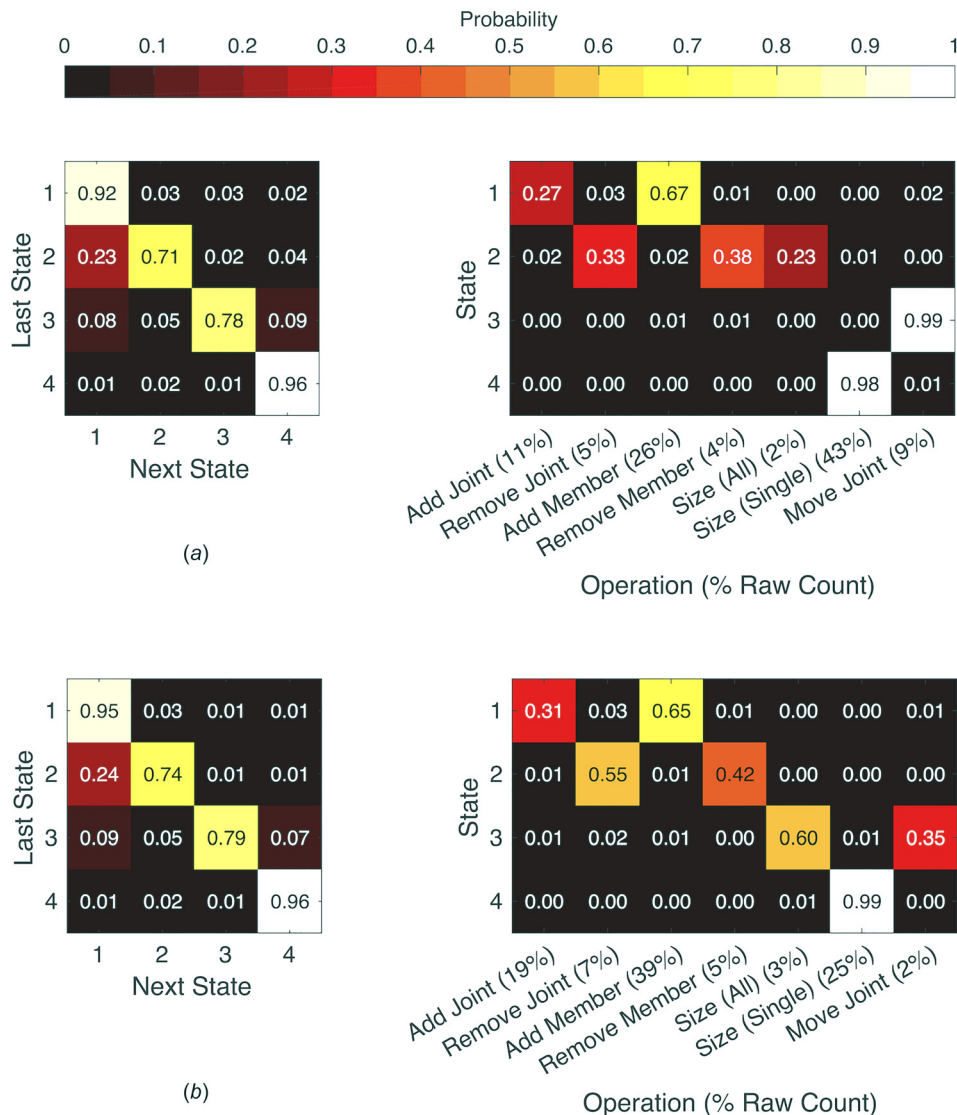 Probability
0 0.1 0.2 0.3 0.4 0.5 0.6 0.7 0.8 0.9 1
Last State
1 0.92 0.03 0.03 0.02
2 0.23 0.71 0.02 0.04
3 0.08 0.05 0.78 0.09
4 0.01 0.02 0.01 0.96
1 2 3 4
Next State
(a)
State
1 0.27 0.03 0.67 0.01 0.00 0.00 0.02
2 0.02 0.33 0.02 0.38 0.23 0.01 0.00
3 0.00 0.00 0.01 0.01 0.00 0.00 0.99
4 0.00 0.00 0.00 0.00 0.00 0.98 0.01
Add Joint (11%)
Remove Joint (5%)
Add Member (26%)
Remove Member (4%)
Size (All) (2%)
Size (Single) (43%)
Move Joint (9%)
Operation (% Raw Count)
Last State
1 0.95 0.03 0.01 0.01
2 0.24 0.74 0.01 0.01
3 0.09 0.05 0.79 0.07
4 0.01 0.02 0.01 0.96
1 2 3 4
Next State
(b)
State
1 0.31 0.03 0.65 0.01 0.00 0.00 0.01
2 0.01 0.55 0.01 0.42 0.00 0.00 0.00
3 0.01 0.02 0.01 0.00 0.60 0.01 0.35
4 0.00 0.00 0.00 0.00 0.01 0.99 0.00
Add Joint (19%)
Remove Joint (7%)
Add Member (39%)
Remove Member (5%)
Size (All) (3%)
Size (Single) (25%)
Move Joint (2%)
Operation (% Raw Count)